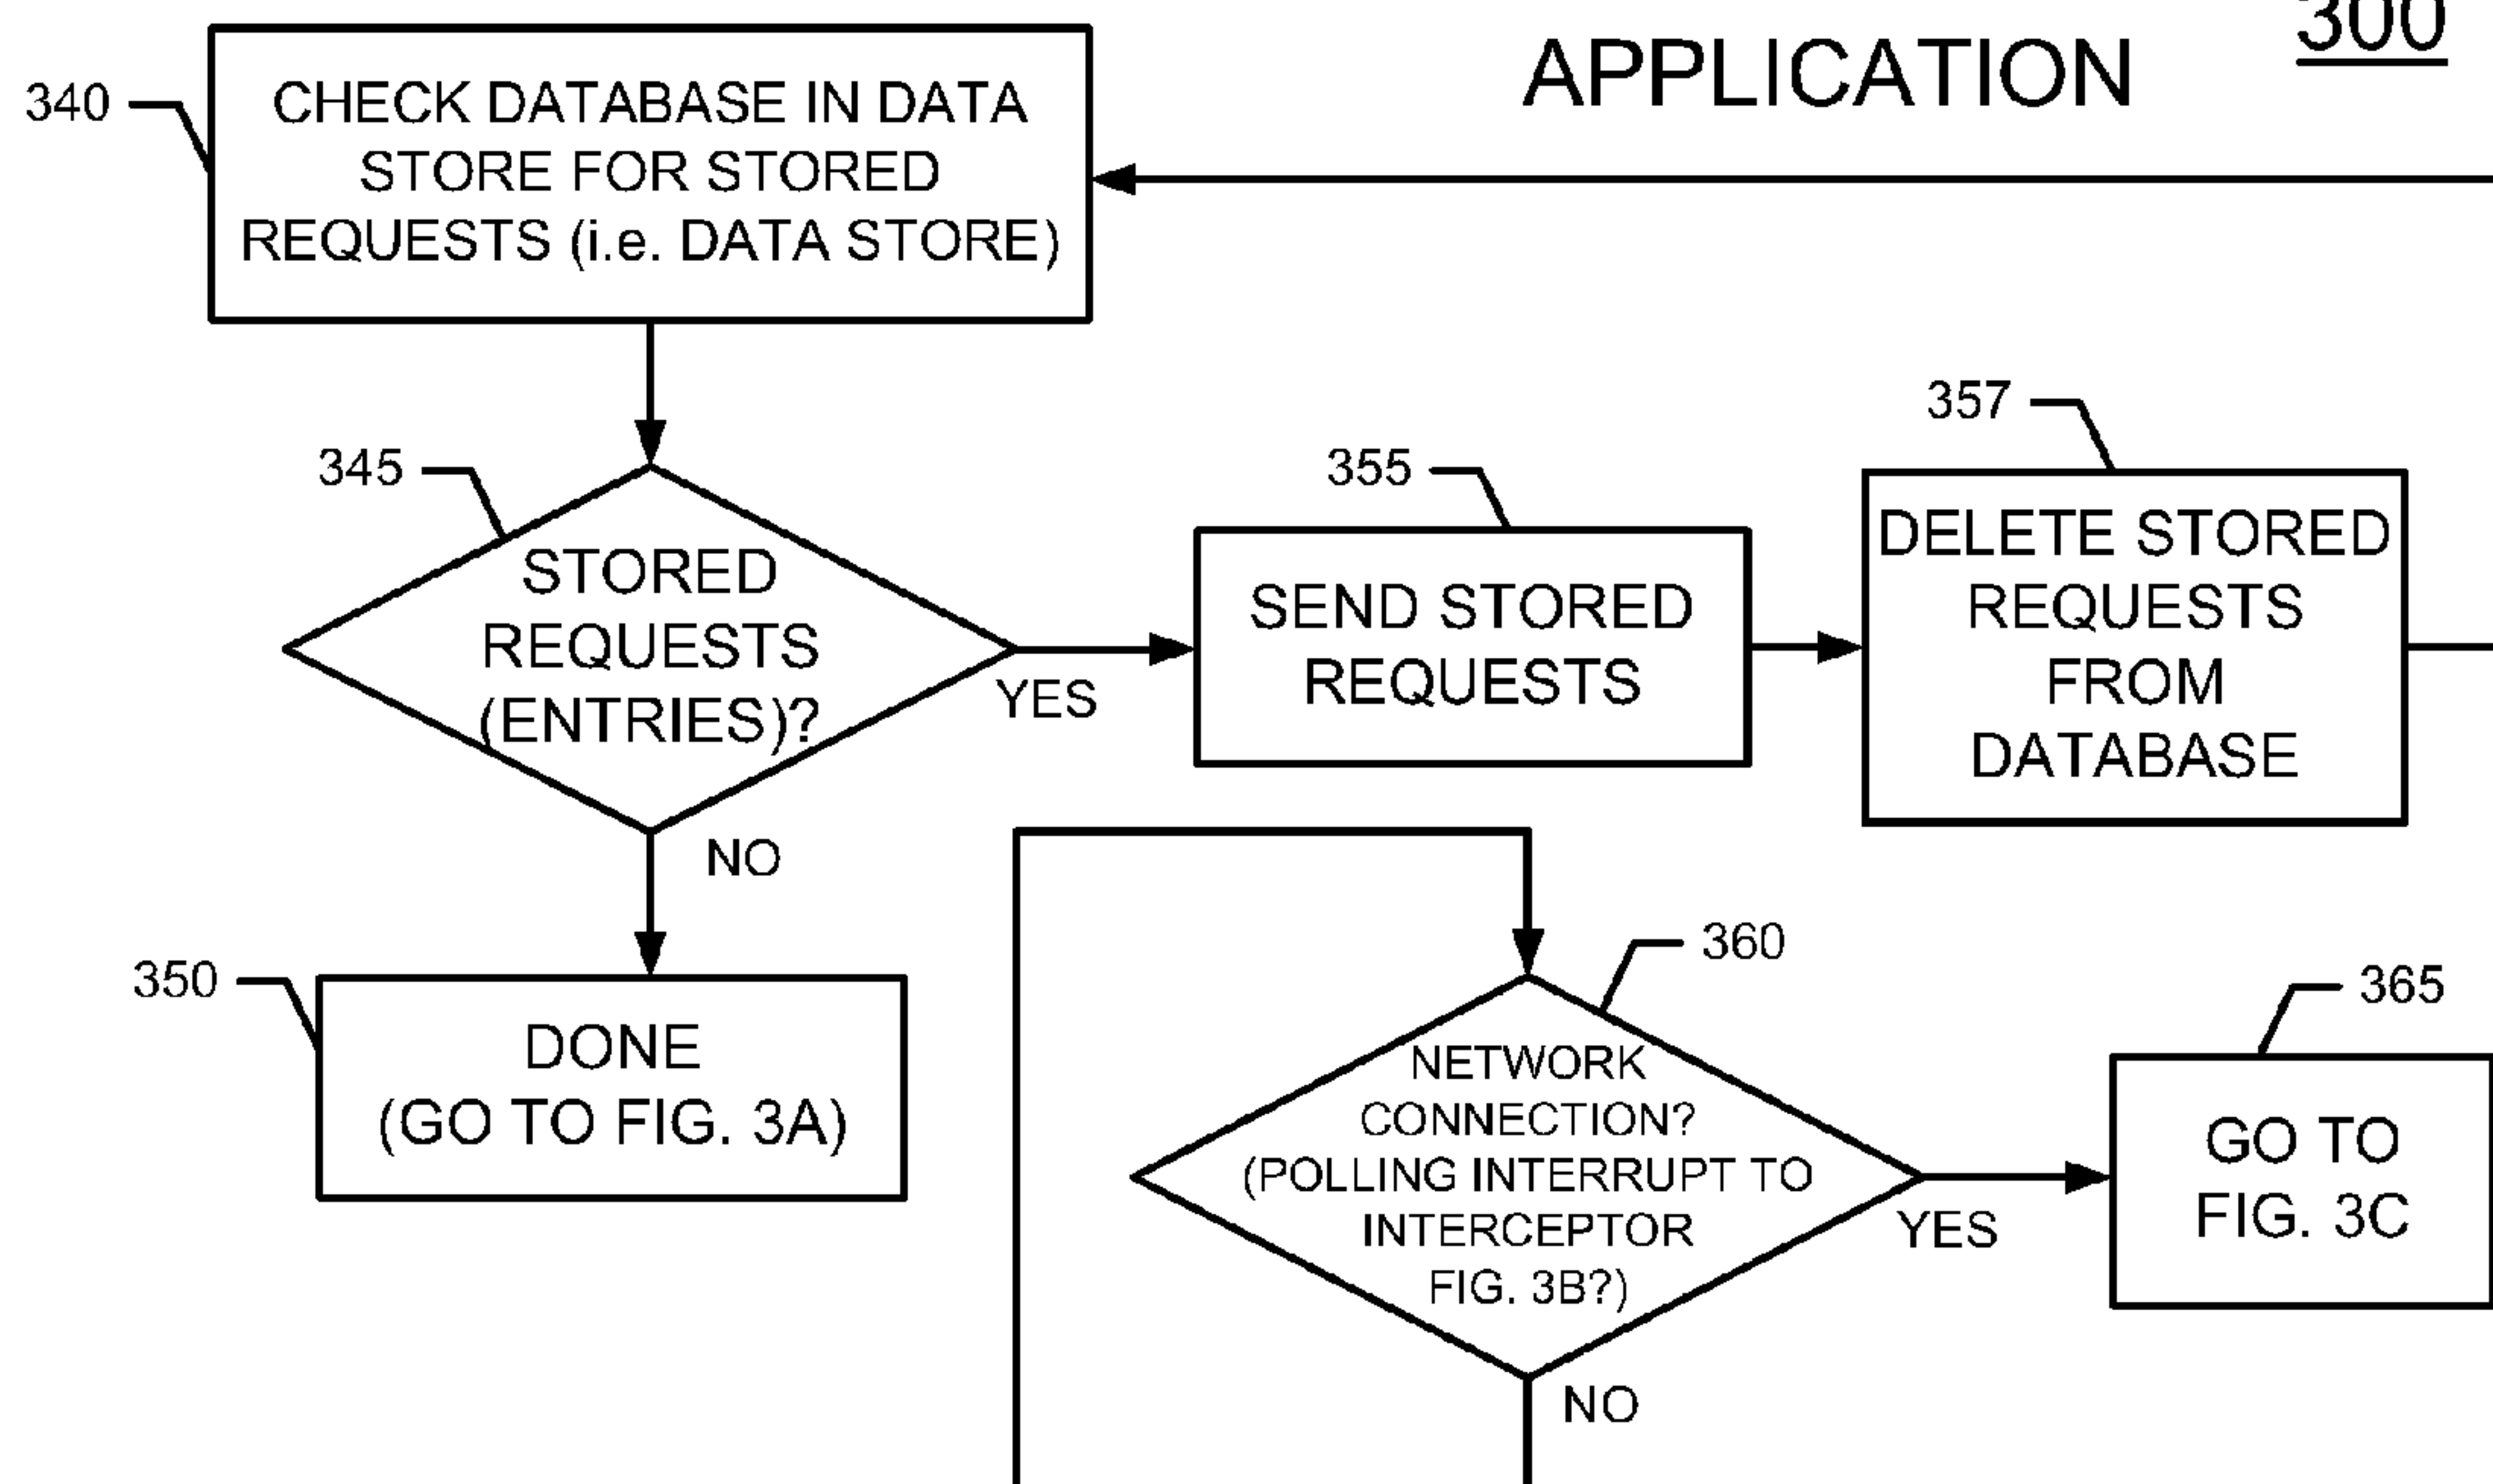 300
APPLICATION
340
CHECK DATABASE IN DATA
STORE FOR STORED
REQUESTS (i.e. DATA STORE)
345
STORED
REQUESTS
(ENTRIES)?
YES
NO
355
SEND STORED
REQUESTS
357
DELETE STORED
REQUESTS
FROM
DATABASE
350
DONE
(GO TO FIG. 3A)
360
NETWORK
CONNECTION?
(POLLING INTERRUPT TO
INTERCEPTOR
FIG. 3B?)
YES
NO
365
GO TO
FIG. 3C